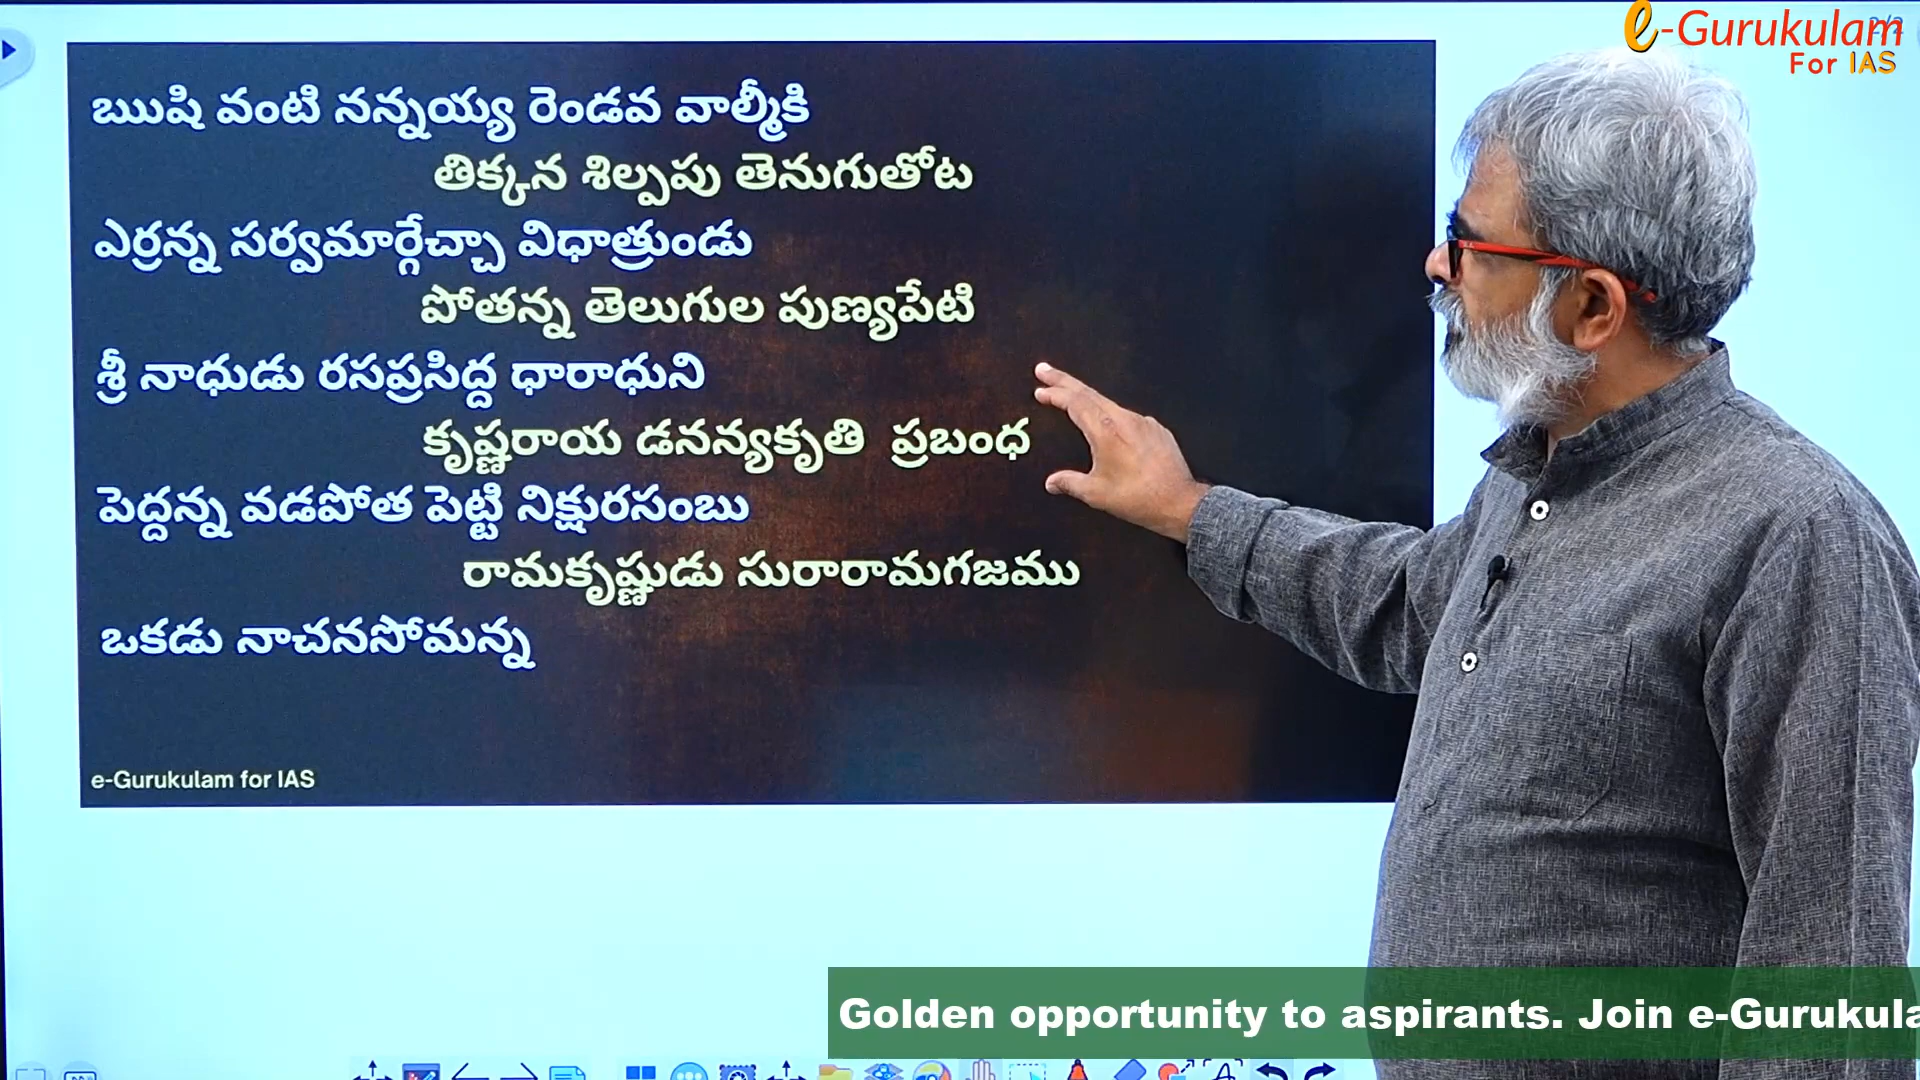 e-Gurukulam
For IAS
ఋషి వంటి నన్నయ్య రెండవ వాల్మీకి
తిక్కన శిల్పపు తెనుగుతోట
ఎర్రన్న సర్వమార్గేచ్ఛా విధాత్రుండు
పోతన్న తెలుగుల పుణ్యపేటి
శ్రీ నాధుడు రసప్రసిద్ద ధారాధుని
కృష్ణరాయ డనన్యకృతి ప్రబంధ
పెద్దన్న వడపోత పెట్టి నిక్షురసంబు
రామకృష్ణుడు సురారామగజము
ఒకడు నాచనసోమన్న
e-Gurukulam for IAS
Golden opportunity to aspirants. Join e-Gurukula